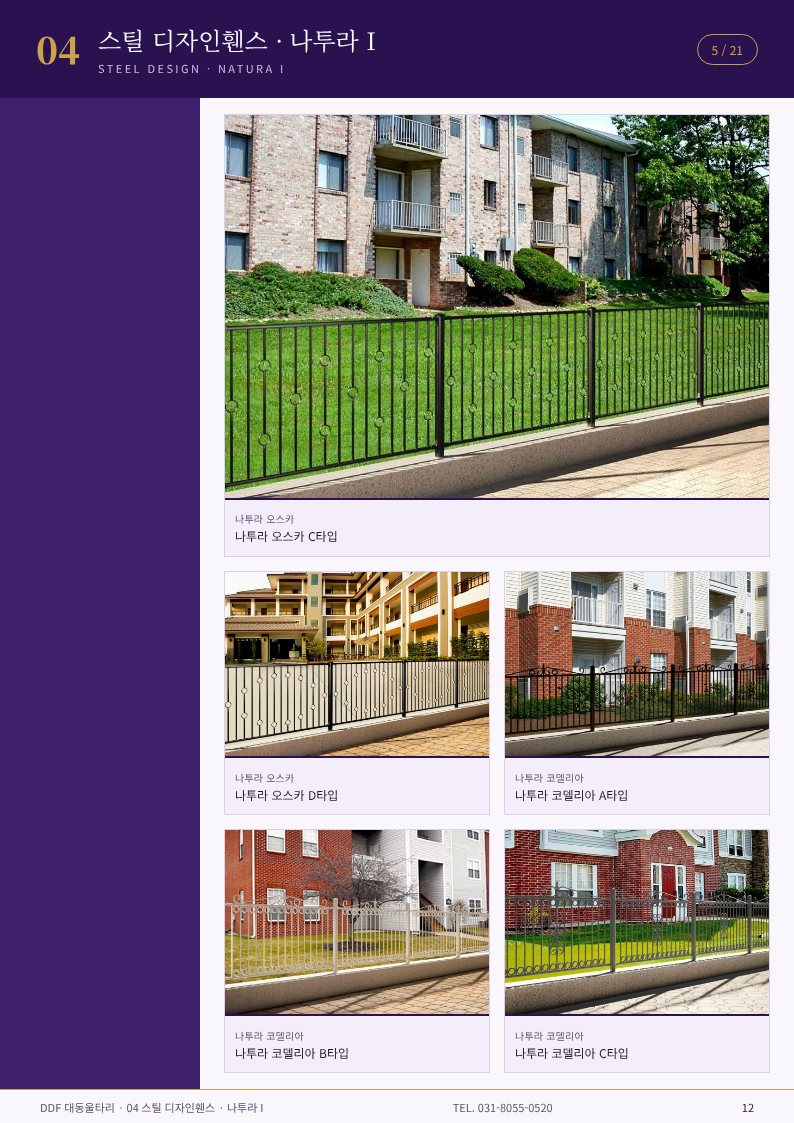 04
스틸 디자인휀스 · 나투라 I
STEEL DESIGN · NATURA I
5 / 21
나투라 오스카
나투라 오스카 C타입
나투라 오스카
나투라 오스카 D타입
나투라 코델리아
나투라 코델리아 A타입
나투라 코델리아
나투라 코델리아 B타입
나투라 코델리아
나투라 코델리아 C타입
DDF 대동울타리 · 04 스틸 디자인휀스 · 나투라 I
TEL. 031-8055-0520
12